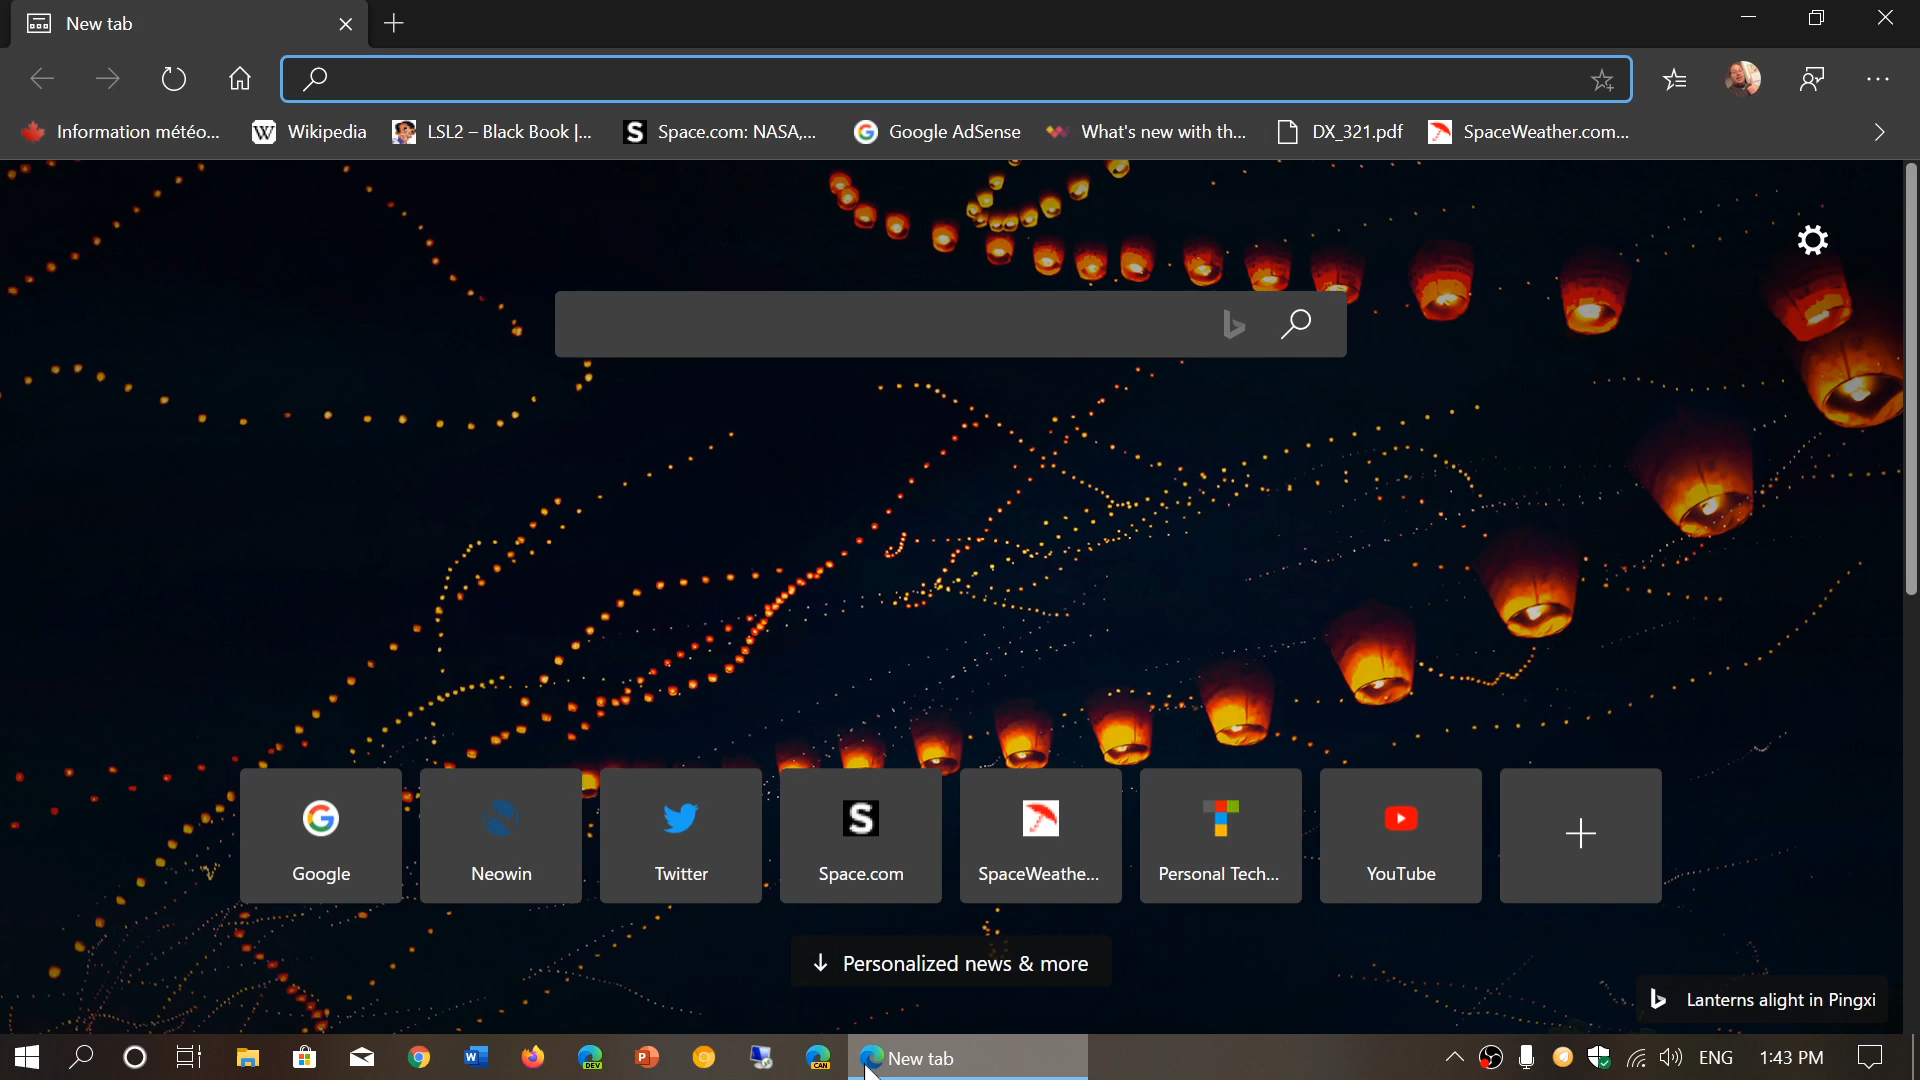 New tab
Information météo...
Wikipedia
LSL2 – Black Book |...
Space.com: NASA,...
Google AdSense
What's new with th...
DX_321.pdf
SpaceWeather.com...
Google
Neowin
Twitter
Space.com
SpaceWeathe...
Personal Tech...
YouTube
Personalized news & more
Lanterns alight in Pingxi
DEV
CAN
New tab
ENG
1:43 PM